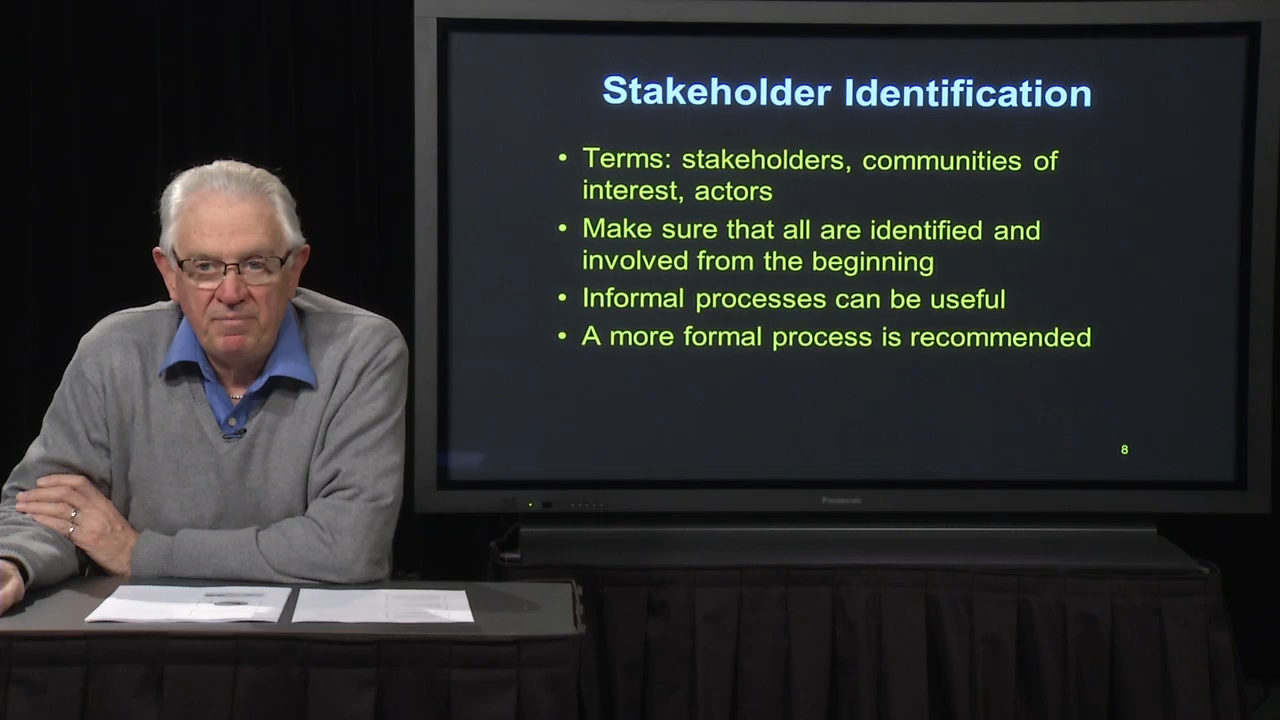 Stakeholder Identification
• Terms: stakeholders, communities of
interest, actors
• Make sure that all are identified and
involved from the beginning
• Informal processes can be useful
• A more formal process is recommended
8
Panasonic